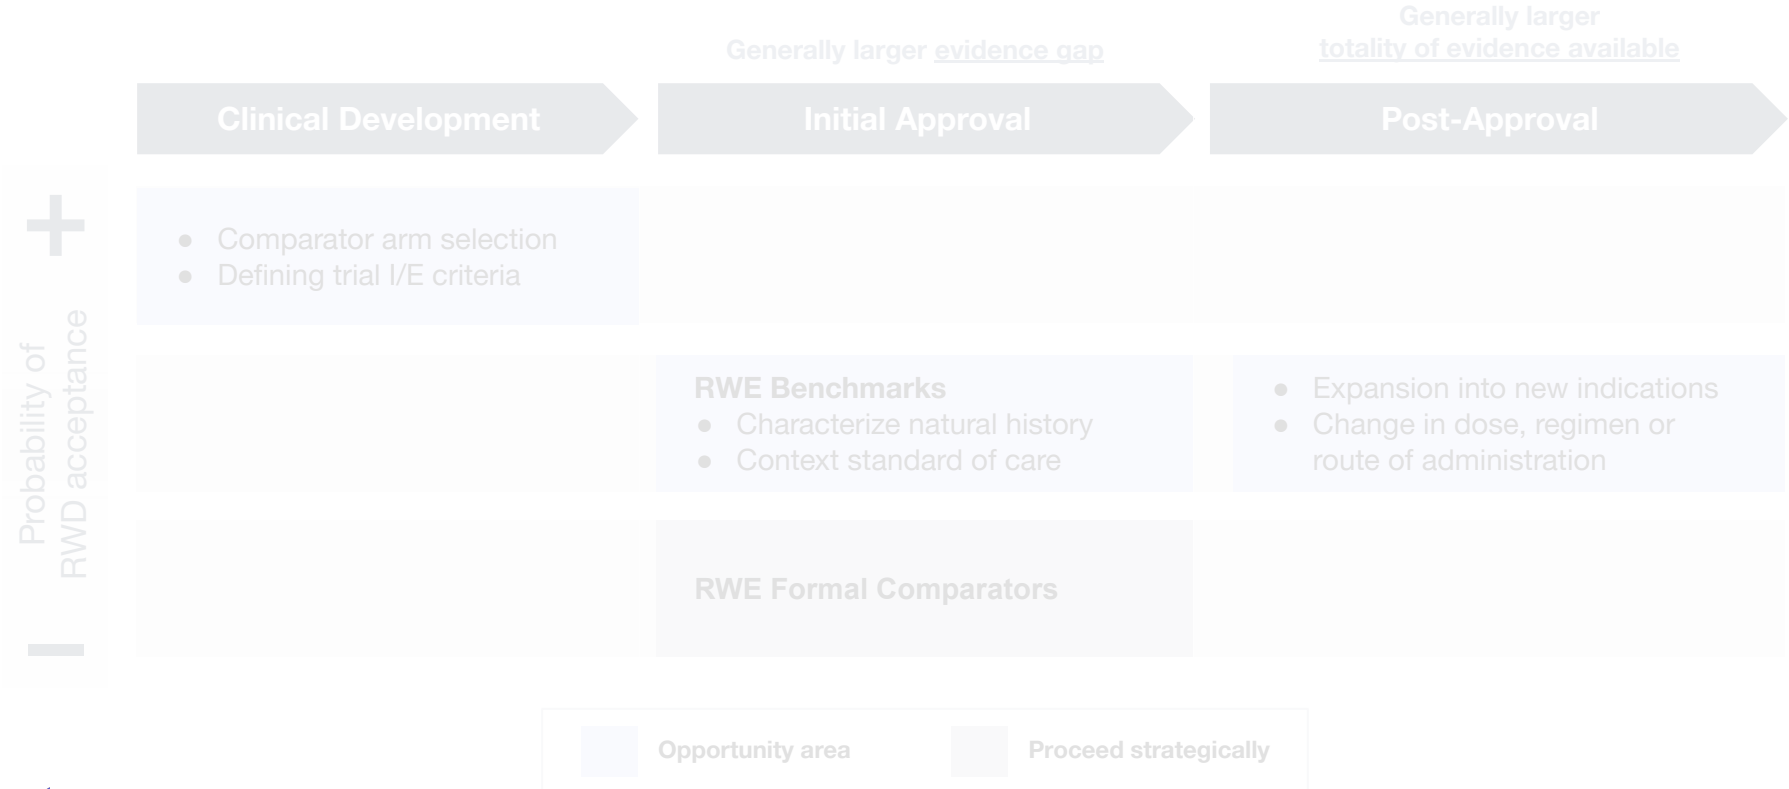 Generally larger evidence gap
Generally larger
totality of evidence available
Clinical Development
Initial Approval
Post-Approval
+
Probability of
RWD acceptance
–
● Comparator arm selection
● Defining trial I/E criteria
RWE Benchmarks
● Characterize natural history
● Context standard of care
● Expansion into new indications
● Change in dose, regimen or
route of administration
RWE Formal Comparators
Opportunity area
Proceed strategically